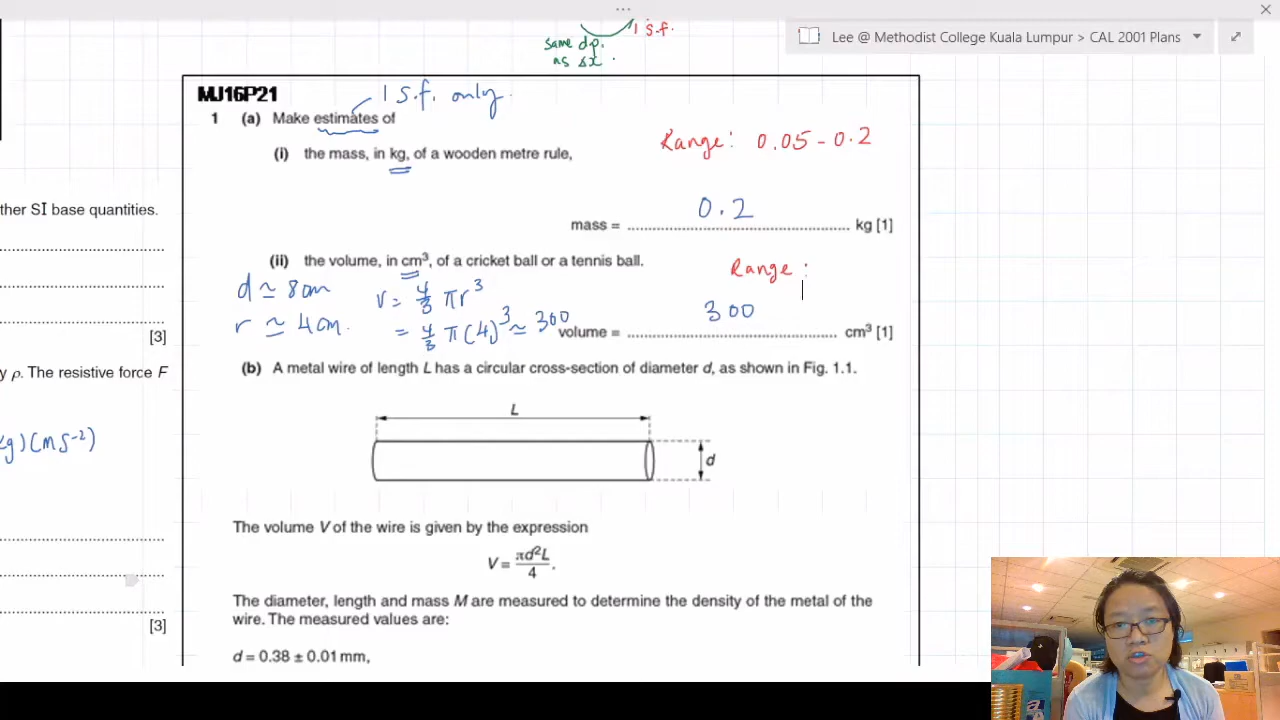 1 s.f.
same dp.
as Δx
Lee @ Methodist College Kuala Lumpur > CAL 2001 Plans
MJ16P21
1 s.f. only.
1 (a) Make estimates of
(i) the mass, in kg, of a wooden metre rule,
Range: 0.05 - 0.2
ther SI base quantities.
0.2
mass = ............ kg [1]
(ii) the volume, in cm³, of a cricket ball or a tennis ball.
Range :
d ≃ 8cm
V = 4/3 πr³
r ≃ 4cm.
= 4/3 π(4)³ ≃ 300
300
volume = ............ cm³ [1]
[3]
(b) A metal wire of length L has a circular cross-section of diameter d, as shown in Fig. 1.1.
y ρ. The resistive force F
L
g)(ms⁻²)
d
The volume V of the wire is given by the expression
V = πd²L/4.
The diameter, length and mass M are measured to determine the density of the metal of the
wire. The measured values are:
[3]
d = 0.38 ± 0.01 mm,